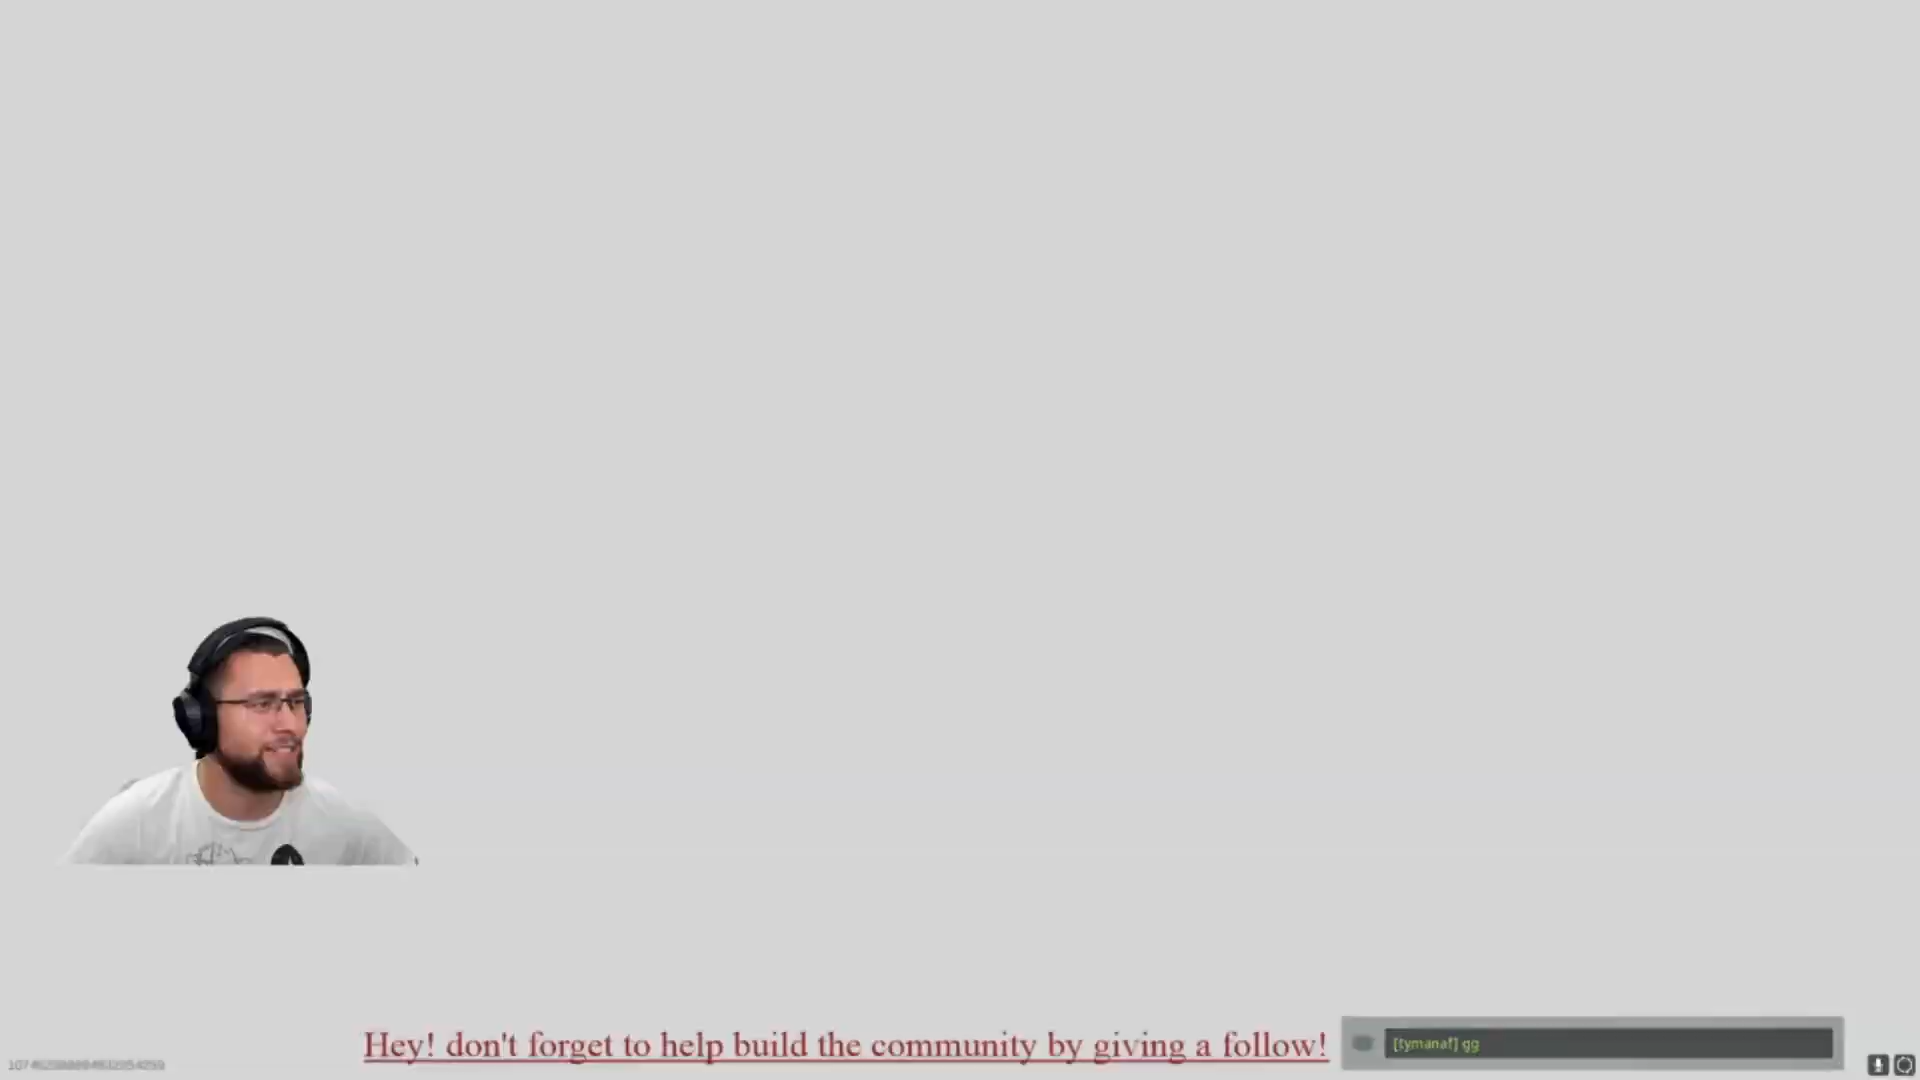 Hey! don't forget to help build the community by giving a follow!
[tymanaf] gg